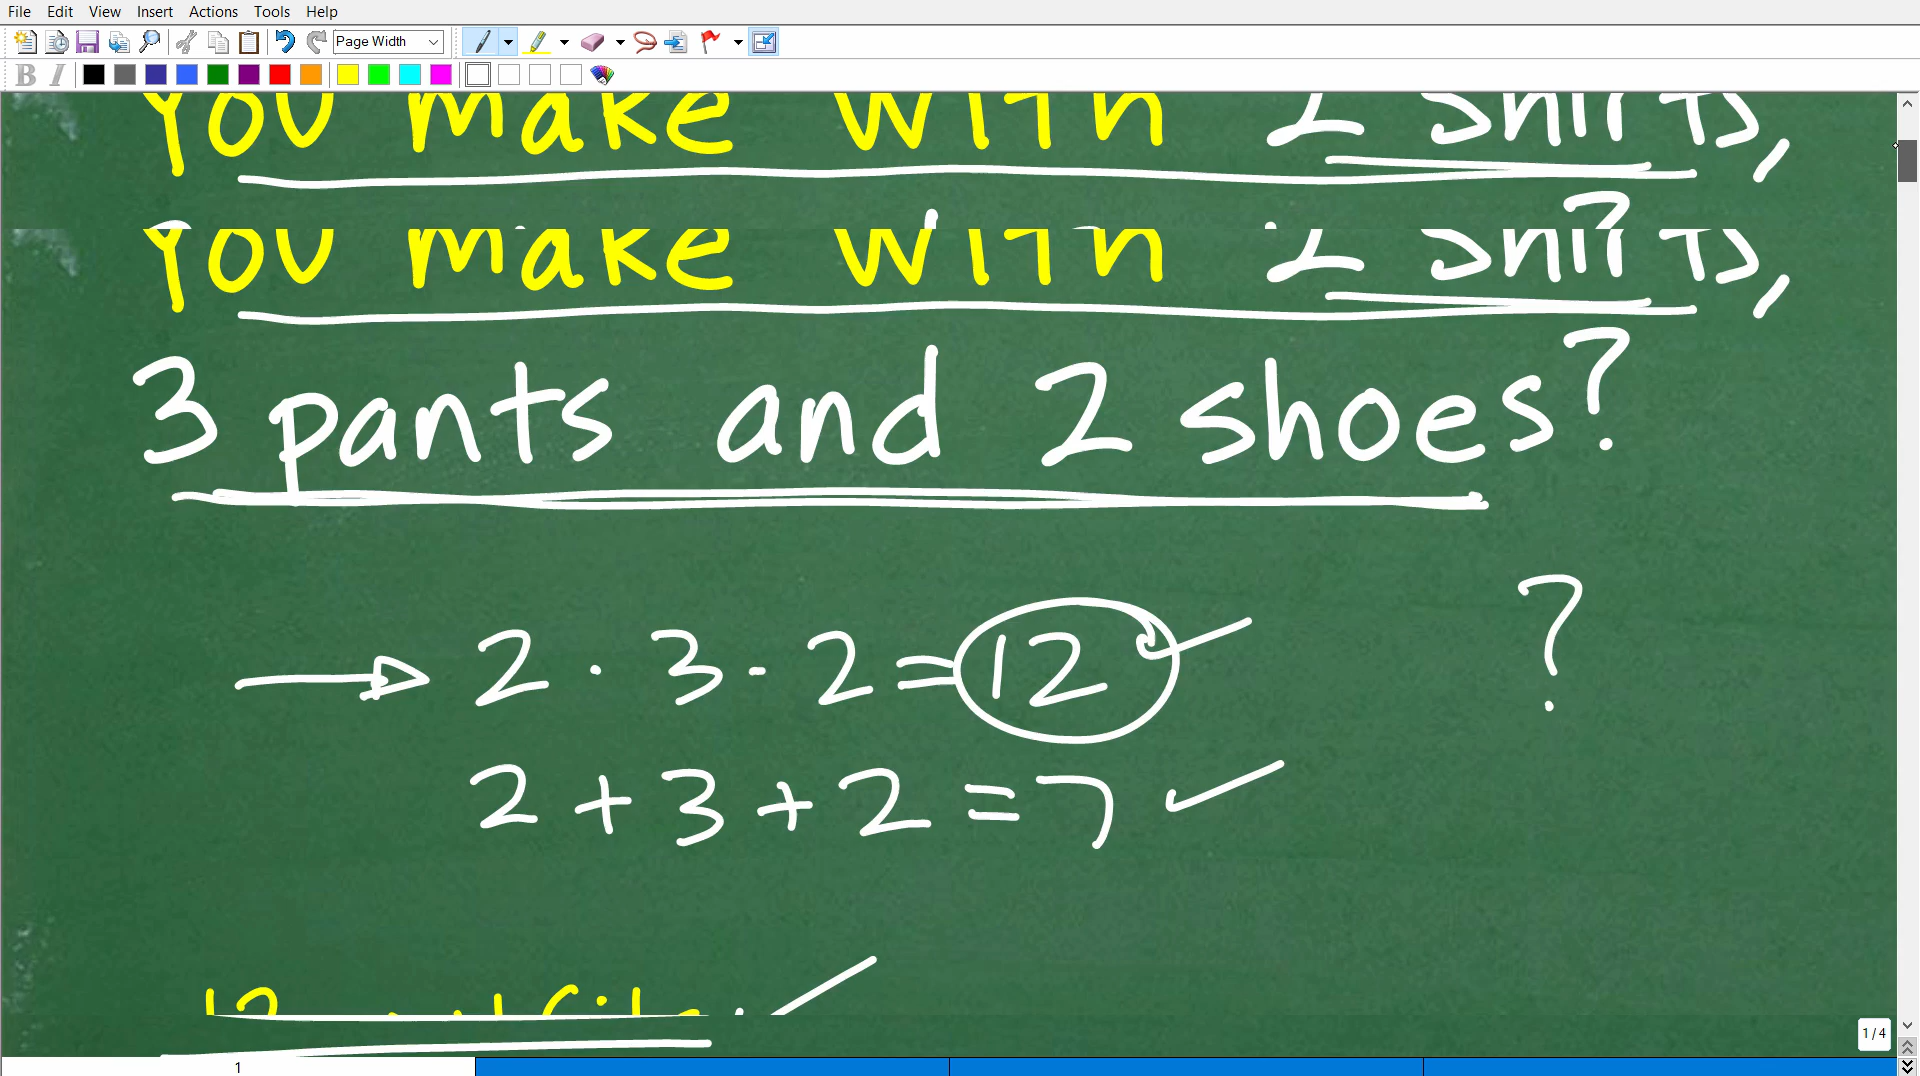 File Edit View Insert Actions Tools Help
Page Width
B I
You make with 2 shirts,
?
You make with 2 shirts,
3 pants and 2 shoes?
2 · 3 · 2 = 12 ?
2 + 3 + 2 = 7
12
1 / 4
1